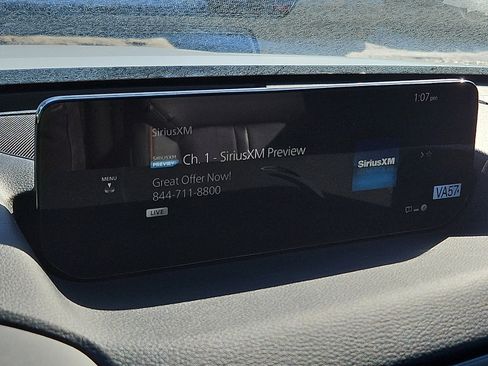 1:07 pm
SiriusXM
SiriusXM
PREVIEW
Ch. 1 - SiriusXM Preview
SiriusXM
MENU
Great Offer Now!
844-711-8800
LIVE
VA57